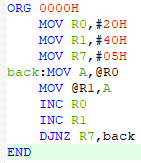 ORG 0000H
MOV R0,#20H
MOV R1,#40H
MOV R7,#05H
back:MOV A,@R0
MOV @R1,A
INC R0
INC R1
DJNZ R7,back
END